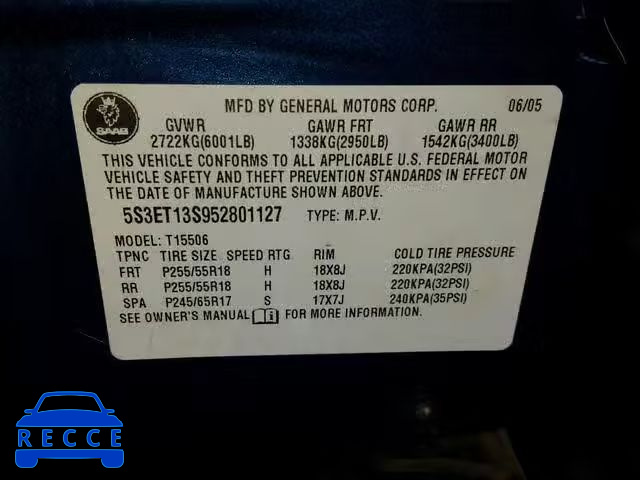 SAAB
MFD BY GENERAL MOTORS CORP. 06/05
GVWR GAWR FRT GAWR RR
2722KG(6001LB) 1338KG(2950LB) 1542KG(3400LB)
THIS VEHICLE CONFORMS TO ALL APPLICABLE U.S. FEDERAL MOTOR
VEHICLE SAFETY AND THEFT PREVENTION STANDARDS IN EFFECT ON
THE DATE OF MANUFACTURE SHOWN ABOVE.
5S3ET13S952801127 TYPE: M.P.V.
MODEL: T15506
TPNC TIRE SIZE SPEED RTG RIM COLD TIRE PRESSURE
FRT P255/55R18 H 18X8J 220KPA(32PSI)
RR P255/55R18 H 18X8J 220KPA(32PSI)
SPA P245/65R17 S 17X7J 240KPA(35PSI)
SEE OWNER'S MANUAL FOR MORE INFORMATION.
RECCE